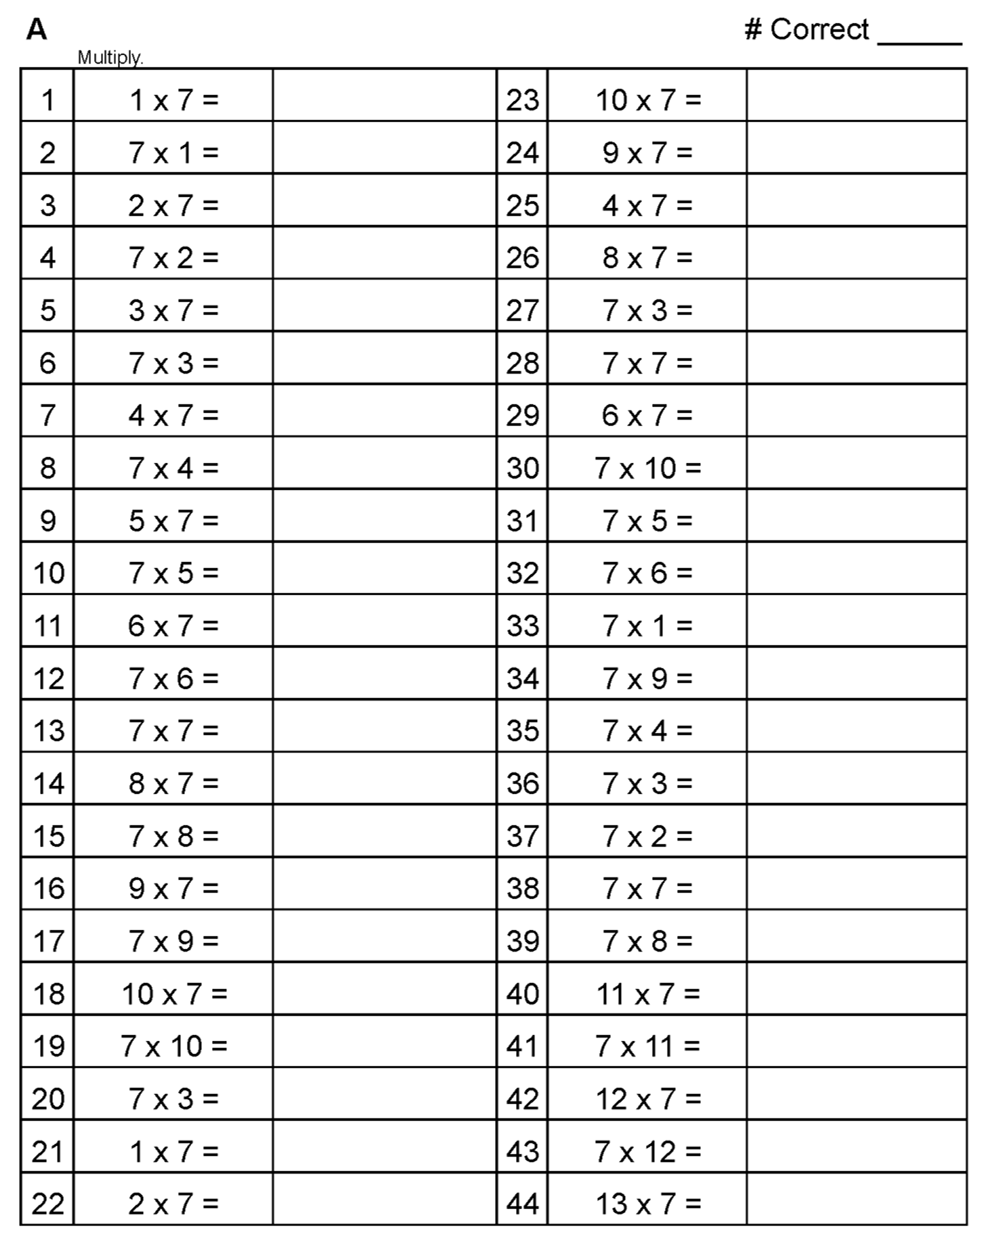 A # Correct ______
Multiply.
1 1 x 7 = 23 10 x 7 =
2 7 x 1 = 24 9 x 7 =
3 2 x 7 = 25 4 x 7 =
4 7 x 2 = 26 8 x 7 =
5 3 x 7 = 27 7 x 3 =
6 7 x 3 = 28 7 x 7 =
7 4 x 7 = 29 6 x 7 =
8 7 x 4 = 30 7 x 10 =
9 5 x 7 = 31 7 x 5 =
10 7 x 5 = 32 7 x 6 =
11 6 x 7 = 33 7 x 1 =
12 7 x 6 = 34 7 x 9 =
13 7 x 7 = 35 7 x 4 =
14 8 x 7 = 36 7 x 3 =
15 7 x 8 = 37 7 x 2 =
16 9 x 7 = 38 7 x 7 =
17 7 x 9 = 39 7 x 8 =
18 10 x 7 = 40 11 x 7 =
19 7 x 10 = 41 7 x 11 =
20 7 x 3 = 42 12 x 7 =
21 1 x 7 = 43 7 x 12 =
22 2 x 7 = 44 13 x 7 =